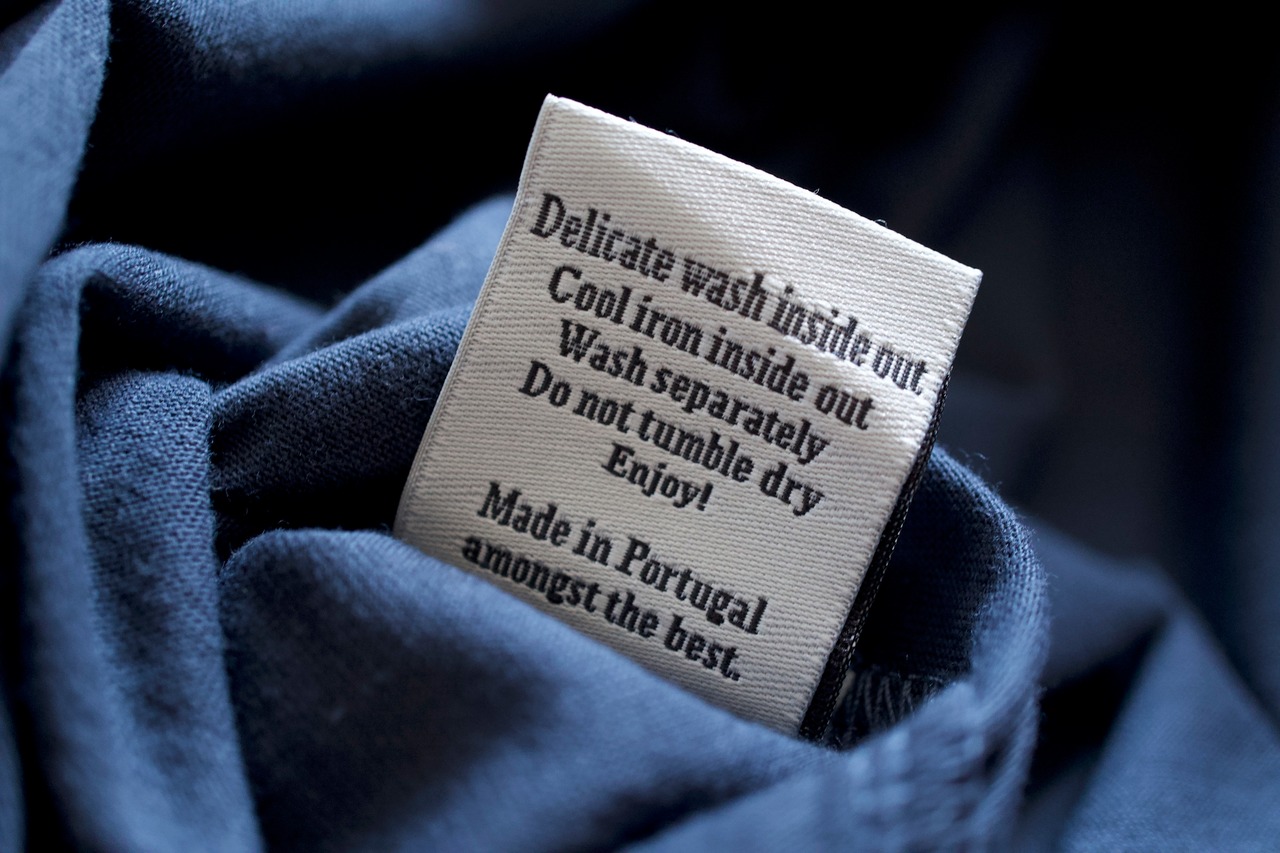 Delicate wash inside out
Cool iron inside out
Wash separately
Do not tumble dry
Enjoy!
Made in Portugal
amongst the best.